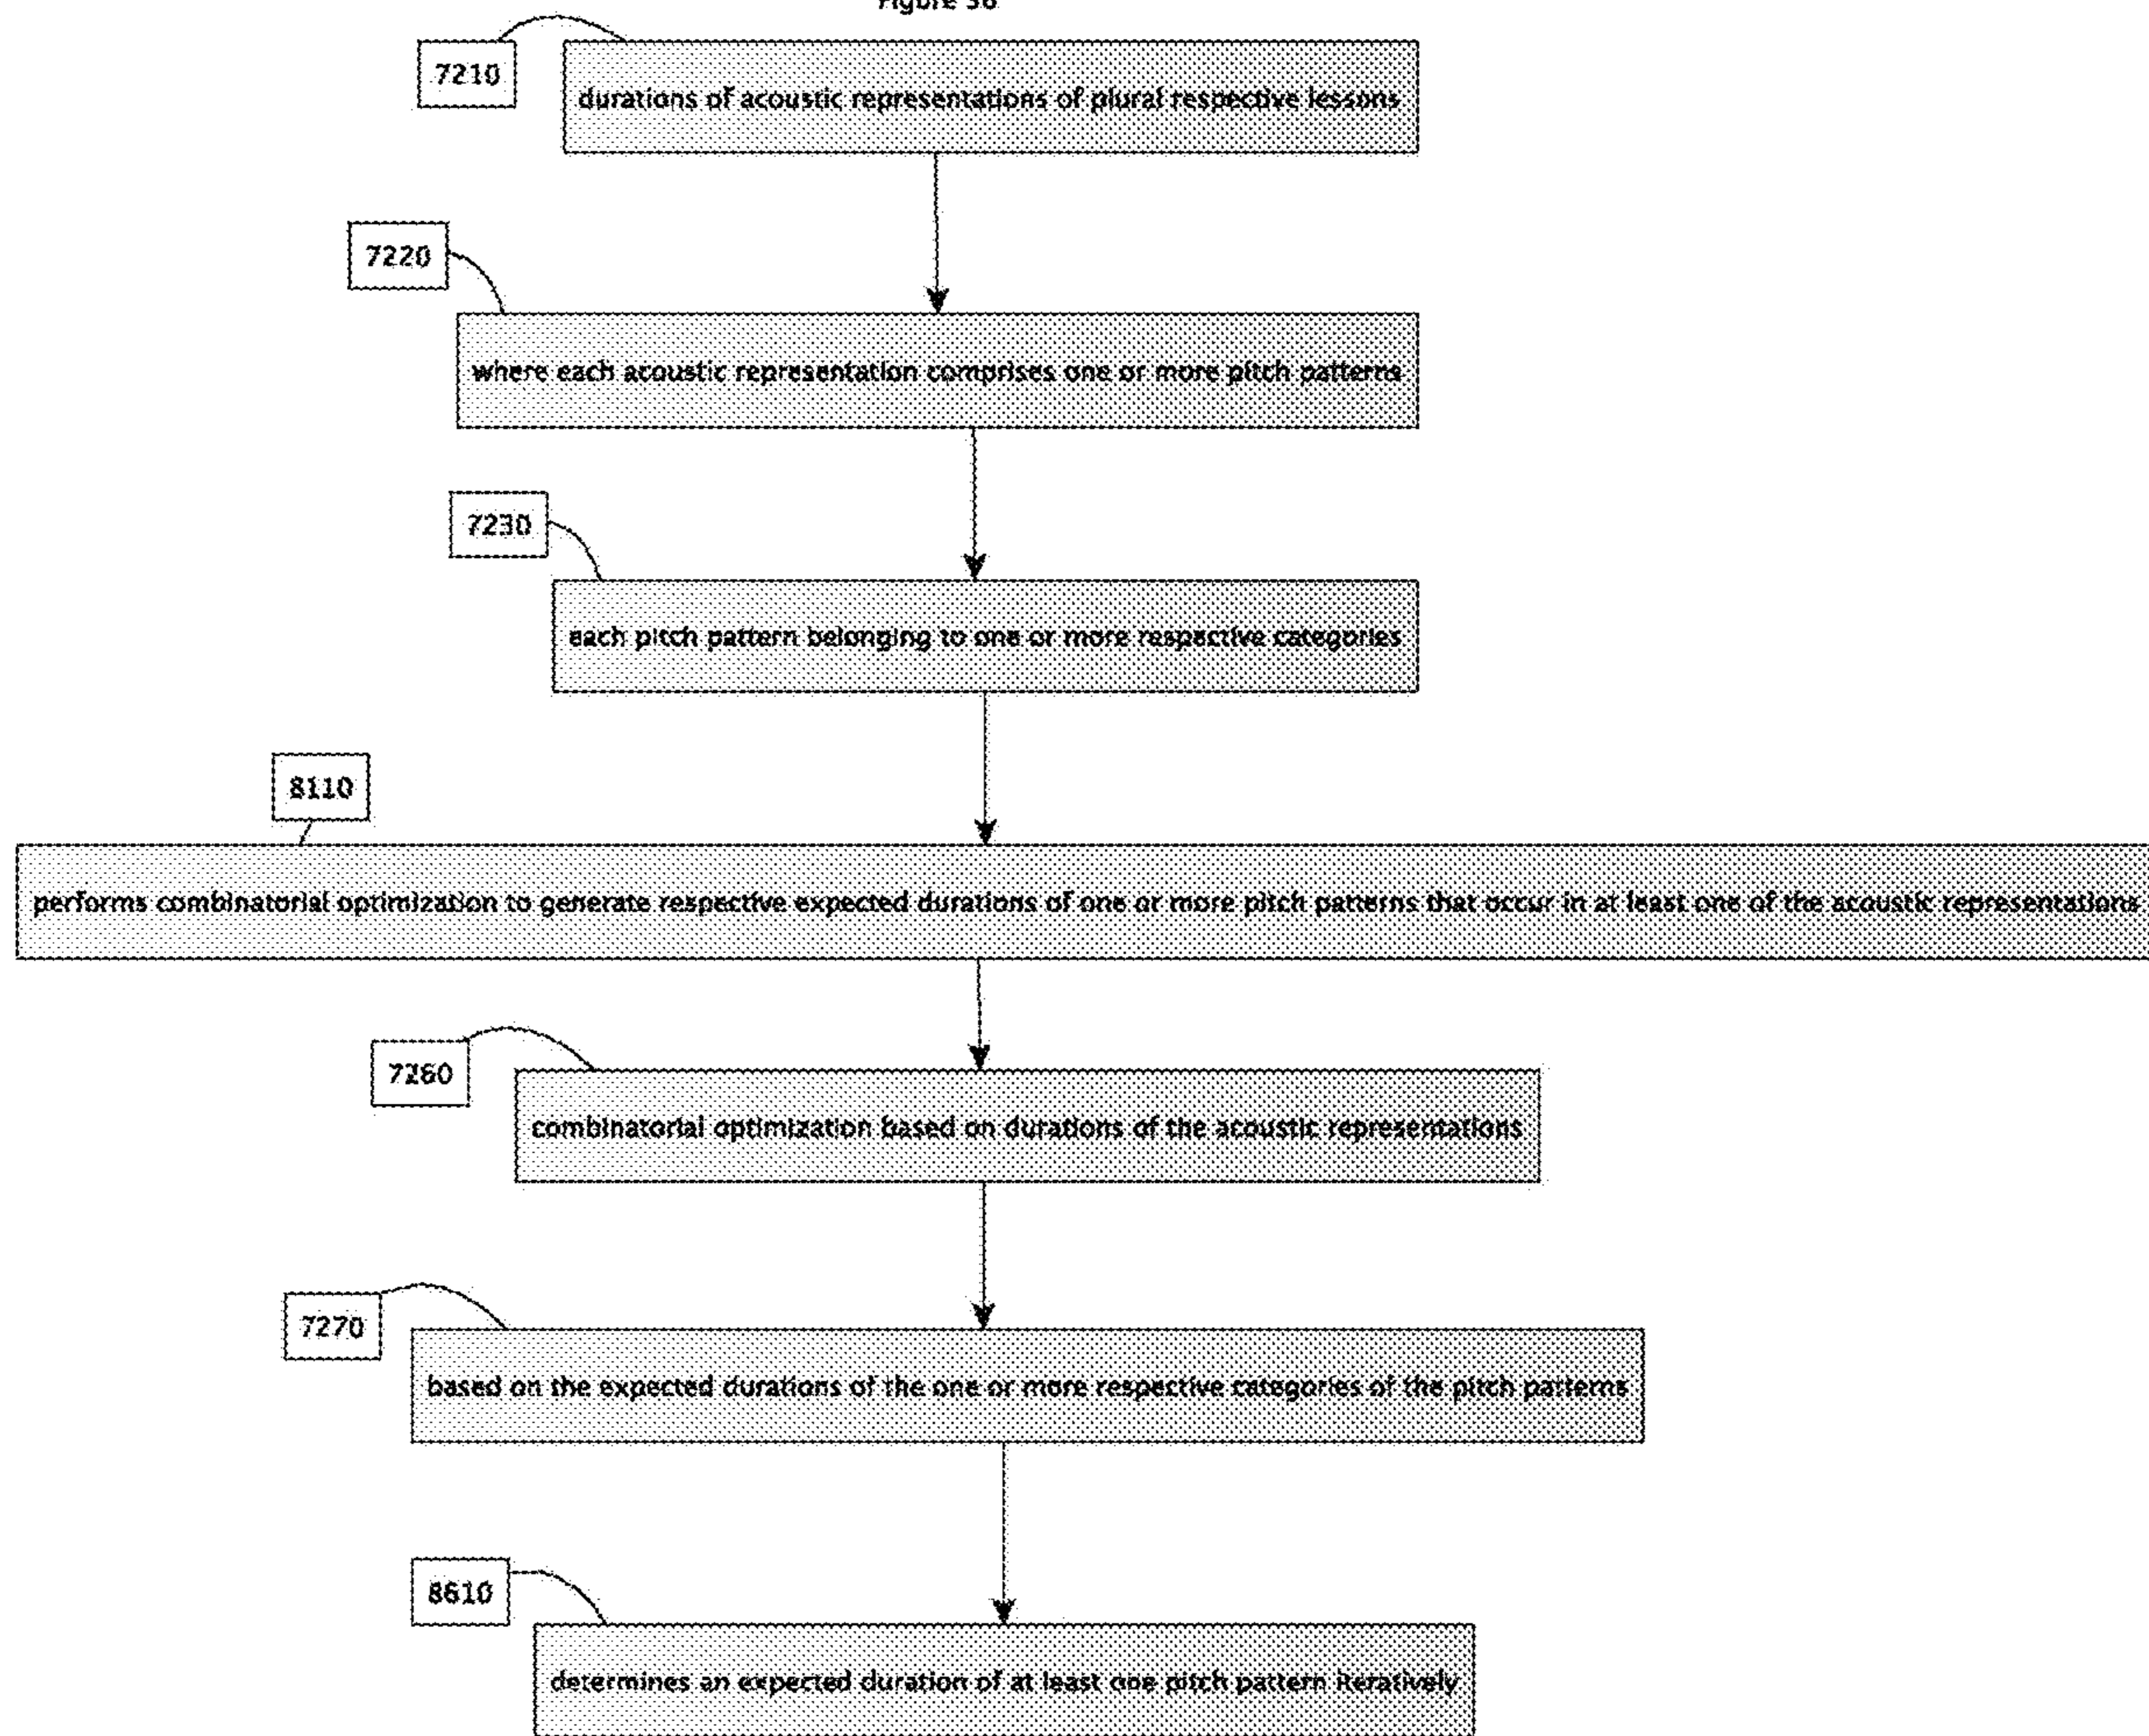 7210
durations of acoustic representations of plural respective lessons
7220
where each acoustic representation comprises one or more pitch patterns
7230
each pitch pattern belonging to one or more respective categories
8110
performs combinatorial optimization to generate respective expected durations of one or more pitch patterns that occur in at least one of the acoustic representations
7260
combinatorial optimization based on durations of the acoustic representations
7270
based on the expected durations of the one or more respective categories of the pitch patterns
8610
determines an expected duration of at least one pitch pattern iteratively